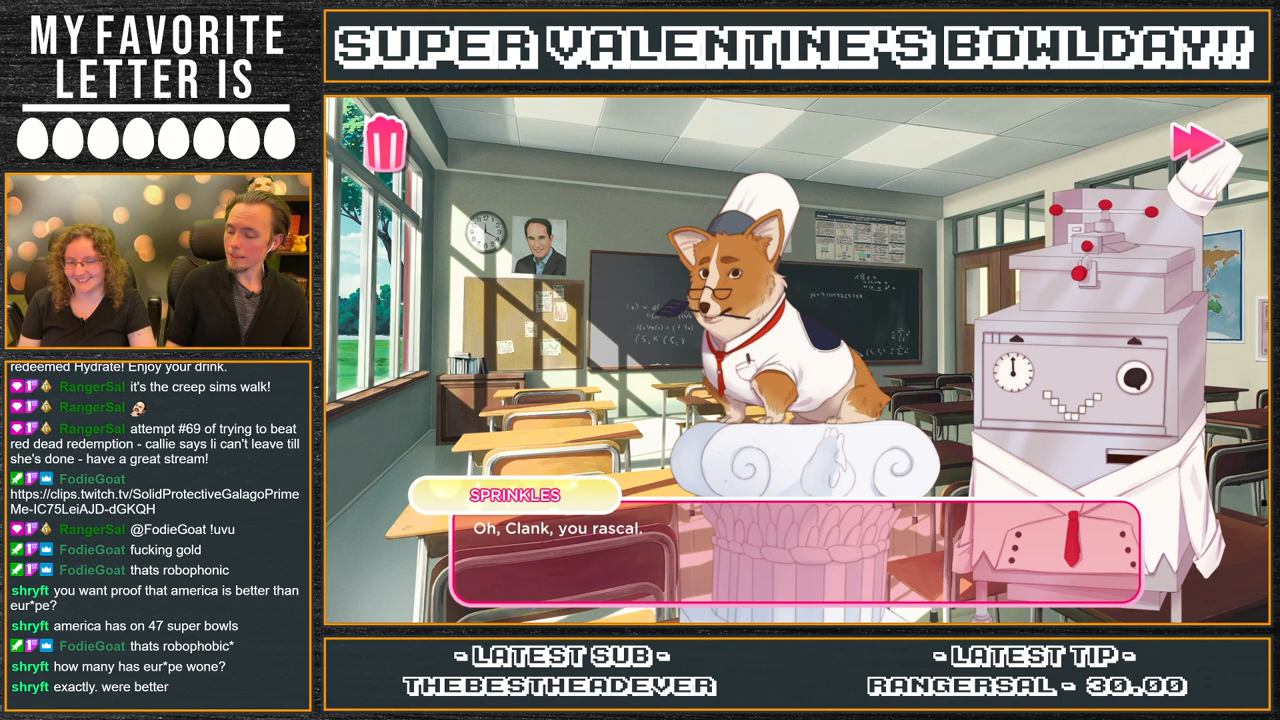 MY FAVORITE
LETTER IS
SUPER VALENTINE'S BOWLDAY!!
redeemed Hydrate! Enjoy your drink.
RangerSal it's the creep sims walk!
RangerSal
RangerSal attempt #69 of trying to beat
red dead redemption - callie says li can't leave till
she's done - have a great stream!
FodieGoat
https://clips.twitch.tv/SolidProtectiveGalagoPrime
Me-IC75LeiAJD-dGKQH
RangerSal @FodieGoat !uvu
FodieGoat fucking gold
FodieGoat thats robophonic
shryft you want proof that america is better than
eur*pe?
shryft america has on 47 super bowls
FodieGoat thats robophobic*
shryft how many has eur*pe wone?
shryft exactly. were better
SPRINKLES
Oh, Clank, you rascal.
- LATEST SUB -
THEBESTHEADEVER
- LATEST TIP -
RANGERSAL - 30.00